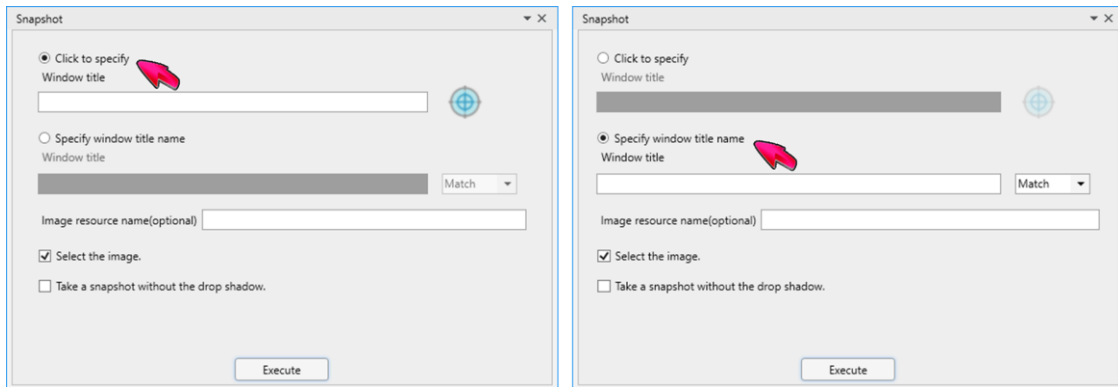 Snapshot
Click to specify
Window title
Specify window title name
Window title
Match
Image resource name(optional)
Select the image.
Take a snapshot without the drop shadow.
Execute
Snapshot
Click to specify
Window title
Specify window title name
Window title
Match
Image resource name(optional)
Select the image.
Take a snapshot without the drop shadow.
Execute